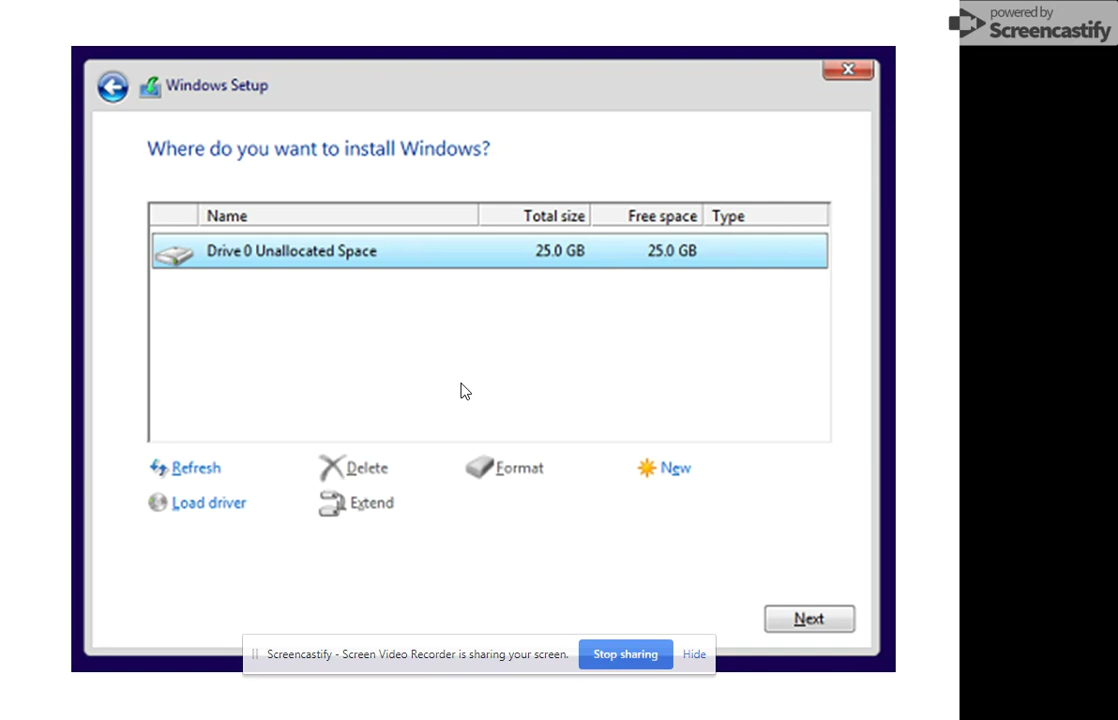 powered by
Screencastify
Windows Setup
Where do you want to install Windows?
Name Total size Free space Type
Drive 0 Unallocated Space 25.0 GB 25.0 GB
Refresh Delete Format New
Load driver Extend
Next
Screencastify - Screen Video Recorder is sharing your screen. Stop sharing Hide